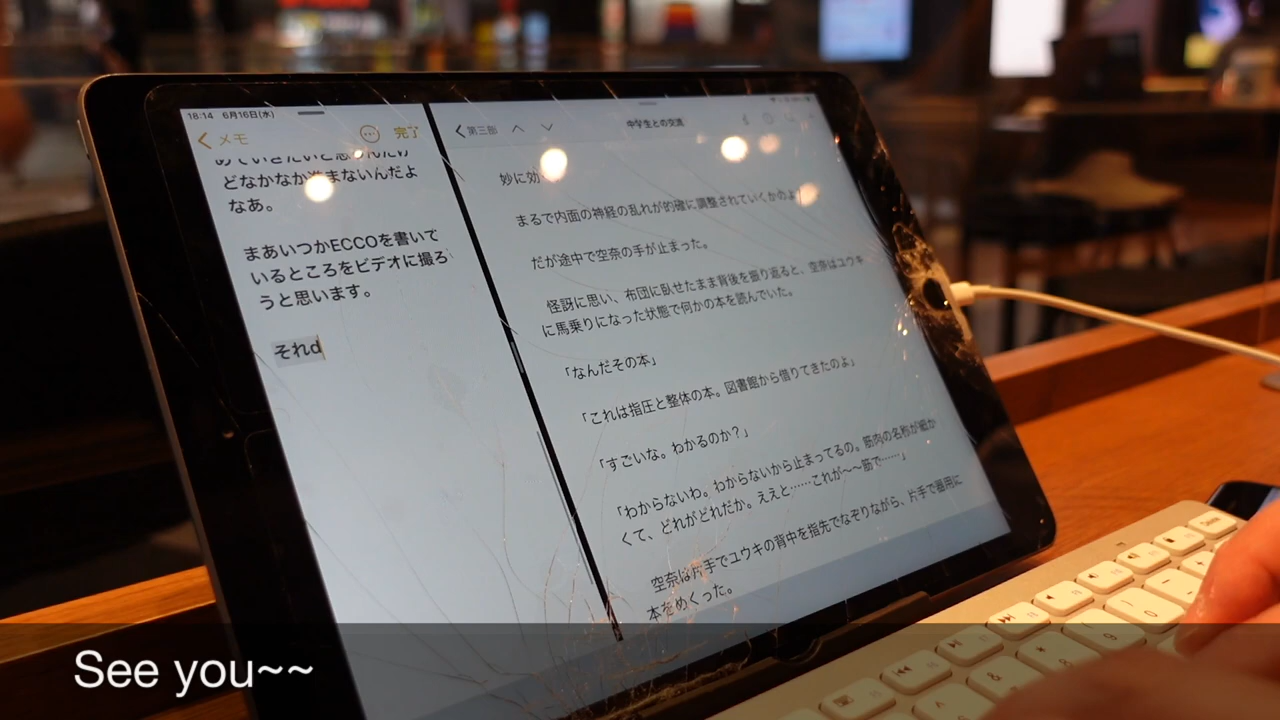 18:14 6月16日(水)
メモ
完了
どなかなか進まないんだよ
なあ。
まあいつかECCOを書いて
いるところをビデオに撮ろ
うと思います。
それd
第三部
中学生との交流
妙に効
まるで内面の神経の乱れが的確に調整されていくかのよ
だが途中で空奈の手が止まった。
怪訝に思い、布団に臥せたまま背後を振り返ると、空奈はユウキ
に馬乗りになった状態で何かの本を読んでいた。
「なんだその本」
「これは指圧と整体の本。図書館から借りてきたのよ」
「すごいな。わかるのか？」
「わからないわ。わからないから止まってるの。筋肉の名称が細か
くて、どれがどれだか。ええと……これが～～筋で……」
空奈は片手でユウキの背中を指先でなぞりながら、片手で器用に
本をめくった。
See you~~